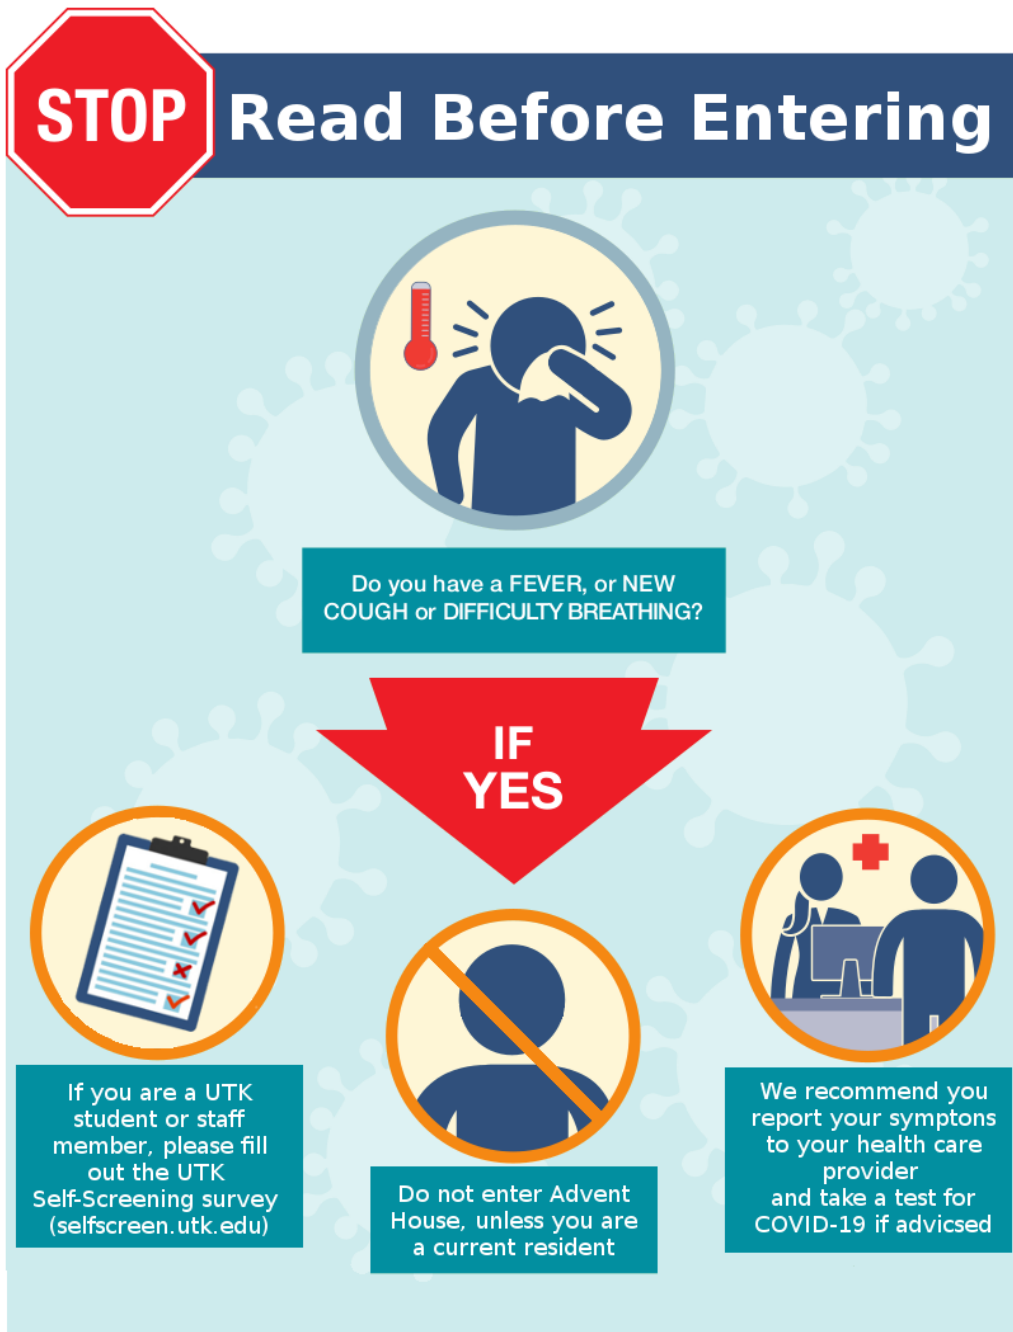 STOP
Read Before Entering
Do you have a FEVER, or NEW
COUGH or DIFFICULTY BREATHING?
IF
YES
If you are a UTK
student or staff
member, please fill
out the UTK
Self-Screening survey
(selfscreen.utk.edu)
Do not enter Advent
House, unless you are
a current resident
We recommend you
report your symptons
to your health care
provider
and take a test for
COVID-19 if advicsed